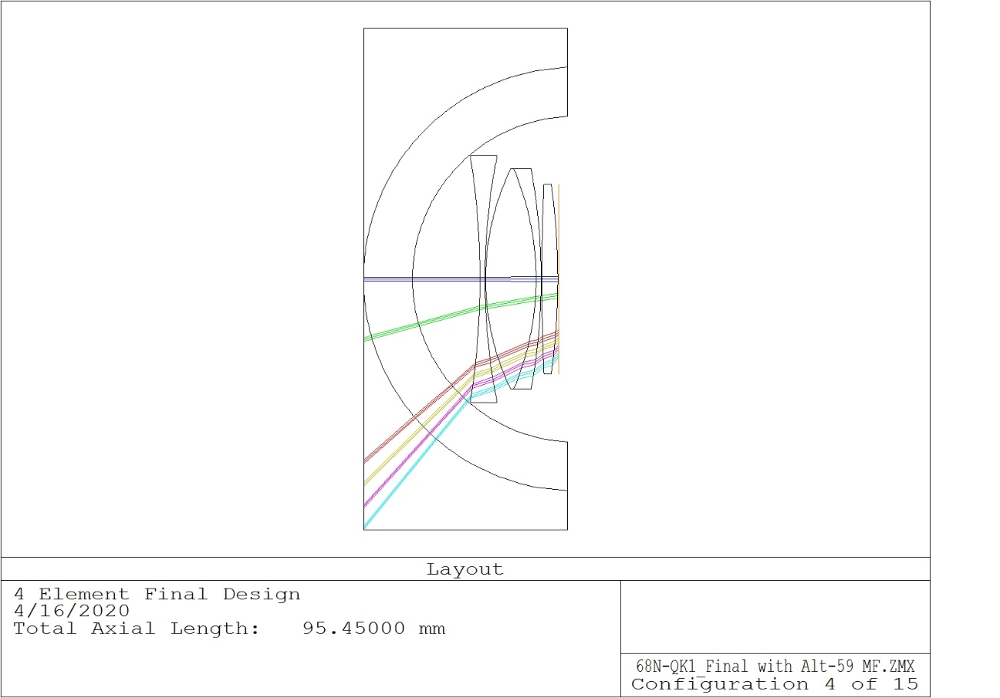 Layout
4 Element Final Design
4/16/2020
Total Axial Length: 95.45000 mm
68N-QK1_Final with Alt-59 MF.ZMX
Configuration 4 of 15